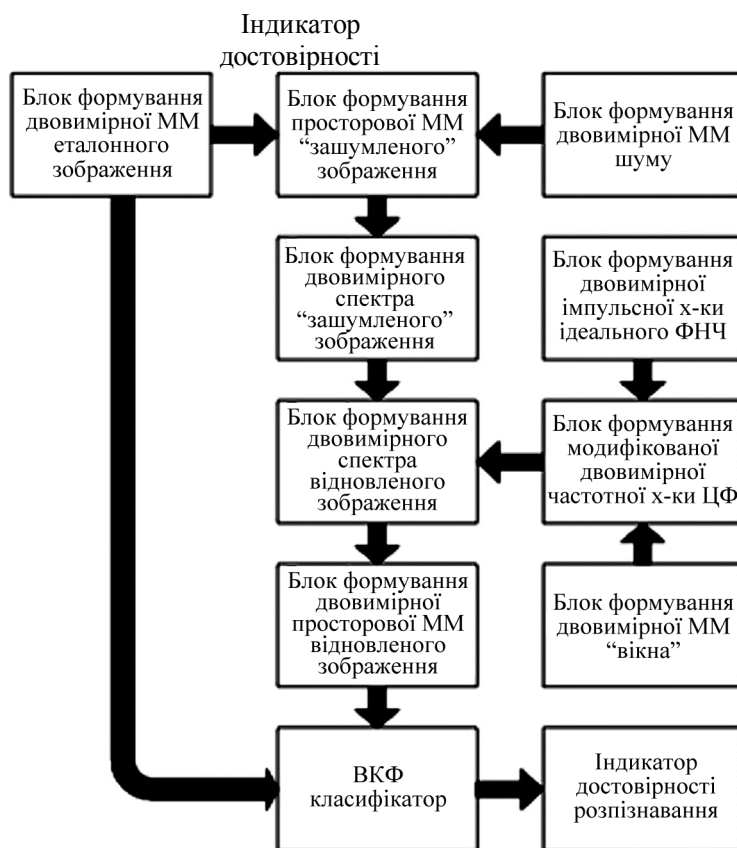 Індикатор
достовірності
Блок формування
двовимірної ММ
еталонного
зображення
Блок формування
просторової ММ
“зашумленого”
зображення
Блок формування
двовимірної ММ
шуму
Блок формування
двовимірного
спектра
“зашумленого”
зображення
Блок формування
двовимірної
імпульсної х-ки
ідеального ФНЧ
Блок формування
двовимірного
спектра
відновленого
зображення
Блок формування
модифікованої
двовимірної
частотної х-ки ЦФ
Блок формування
двовимірної
просторової ММ
відновленого
зображення
Блок формування
двовимірної ММ
“вікна”
ВКФ
класифікатор
Індикатор
достовірності
розпізнавання